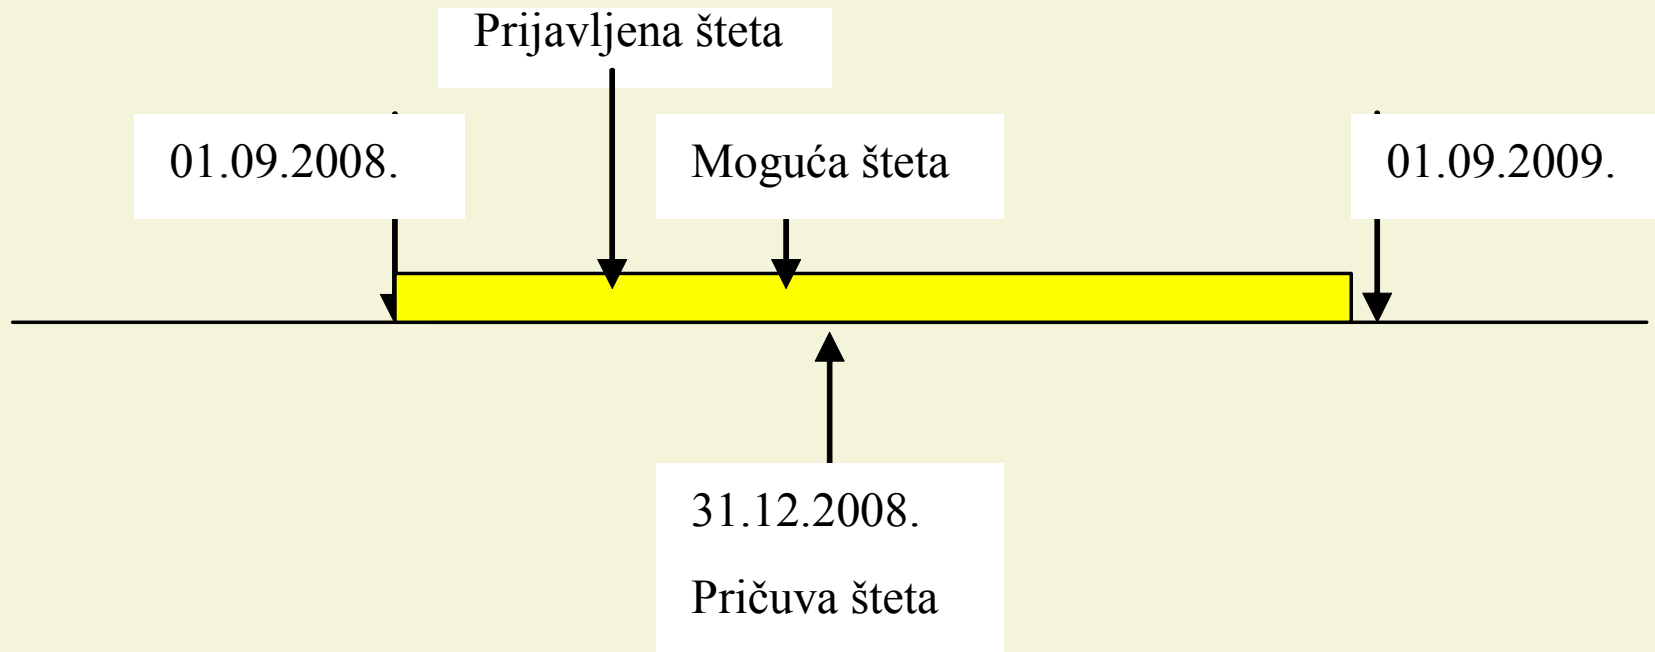 Prijavljena šteta
01.09.2008.
Moguća šteta
01.09.2009.
31.12.2008.
Pričuva šteta